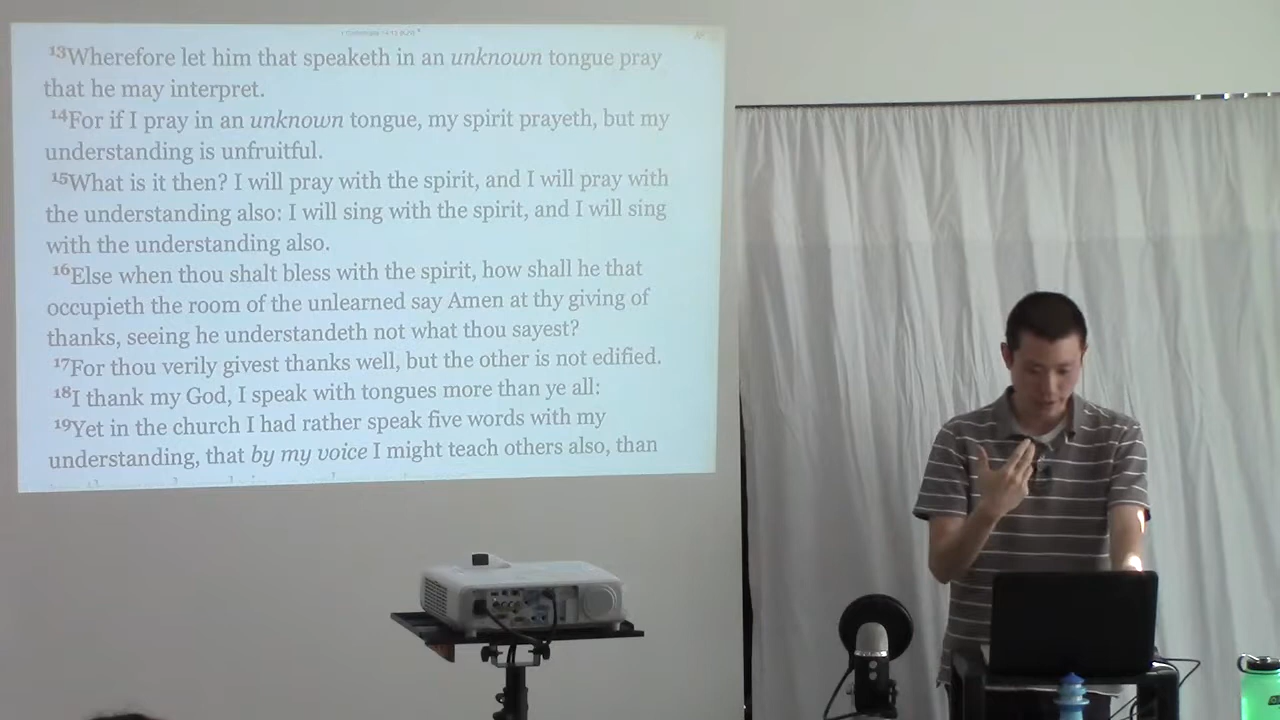 ¹³Wherefore let him that speaketh in an unknown tongue pray
that he may interpret.
¹⁴For if I pray in an unknown tongue, my spirit prayeth, but my
understanding is unfruitful.
¹⁵What is it then? I will pray with the spirit, and I will pray with
the understanding also: I will sing with the spirit, and I will sing
with the understanding also.
¹⁶Else when thou shalt bless with the spirit, how shall he that
occupieth the room of the unlearned say Amen at thy giving of
thanks, seeing he understandeth not what thou sayest?
¹⁷For thou verily givest thanks well, but the other is not edified.
¹⁸I thank my God, I speak with tongues more than ye all:
¹⁹Yet in the church I had rather speak five words with my
understanding, that by my voice I might teach others also, than